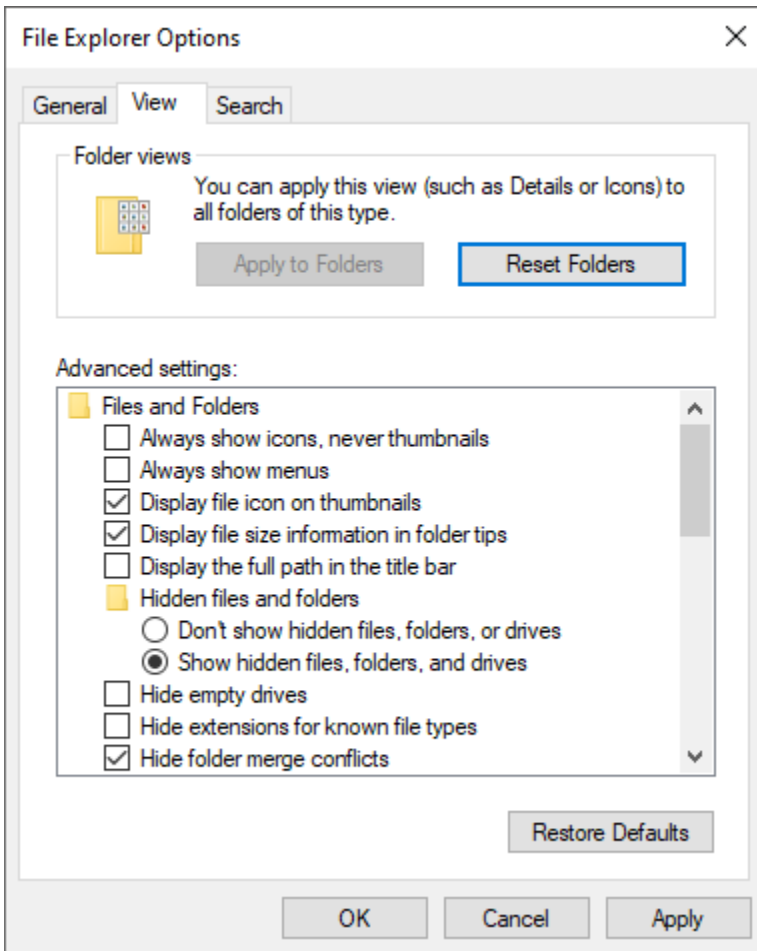 File Explorer Options
General View Search
Folder views
You can apply this view (such as Details or Icons) to
all folders of this type.
Apply to Folders Reset Folders
Advanced settings:
Files and Folders
Always show icons, never thumbnails
Always show menus
Display file icon on thumbnails
Display file size information in folder tips
Display the full path in the title bar
Hidden files and folders
Don't show hidden files, folders, or drives
Show hidden files, folders, and drives
Hide empty drives
Hide extensions for known file types
Hide folder merge conflicts
Restore Defaults
OK Cancel Apply